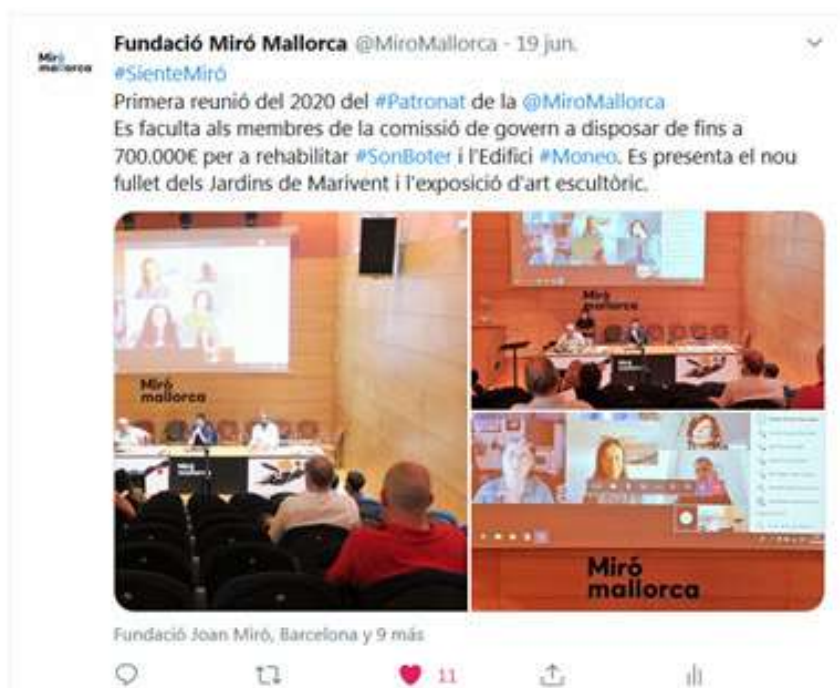 Miró
mallorca
Fundació Miró Mallorca @MiroMallorca · 19 jun.
#SienteMiró
Primera reunió del 2020 del #Patronat de la @MiroMallorca
Es faculta als membres de la comissió de govern a disposar de fins a
700.000€ per a rehabilitar #SonBoter i l'Edifici #Moneo. Es presenta el nou
fullet dels Jardins de Marivent i l'exposició d'art escultòric.
Miró
mallorca
Miró
mallorca
Miró
mallorca
Miró
mallorca
Fundació Joan Miró, Barcelona y 9 más
11